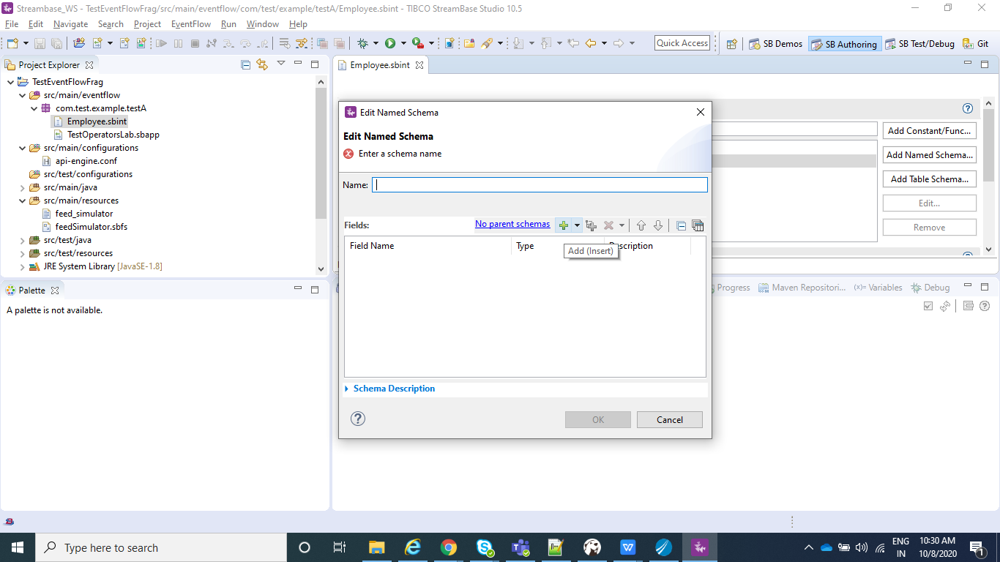 Streambase_WS - TestEventFlowFrag/src/main/eventflow/com/test/example/testA/Employee.sbint - TIBCO StreamBase Studio 10.5
File Edit Navigate Search Project EventFlow Run Window Help
Quick Access SB Demos SB Authoring SB Test/Debug Git
Project Explorer
TestEventFlowFrag
src/main/eventflow
com.test.example.testA
Employee.sbint
TestOperatorsLab.sbapp
src/main/configurations
api-engine.conf
src/test/configurations
src/main/java
src/main/resources
feed_simulator
feedSimulator.sbfs
src/test/java
src/test/resources
JRE System Library [JavaSE-1.8]
Palette
A palette is not available.
Employee.sbint
Edit Named Schema
Edit Named Schema
Enter a schema name
Name:
Fields: No parent schemas
Field Name Type escription
Add (Insert)
Schema Description
OK Cancel
Add Constant/Func...
Add Named Schema...
Add Table Schema...
Edit...
Remove
Progress Maven Repositori... (x)= Variables Debug
Type here to search
ENG
IN
10:30 AM
10/8/2020
1